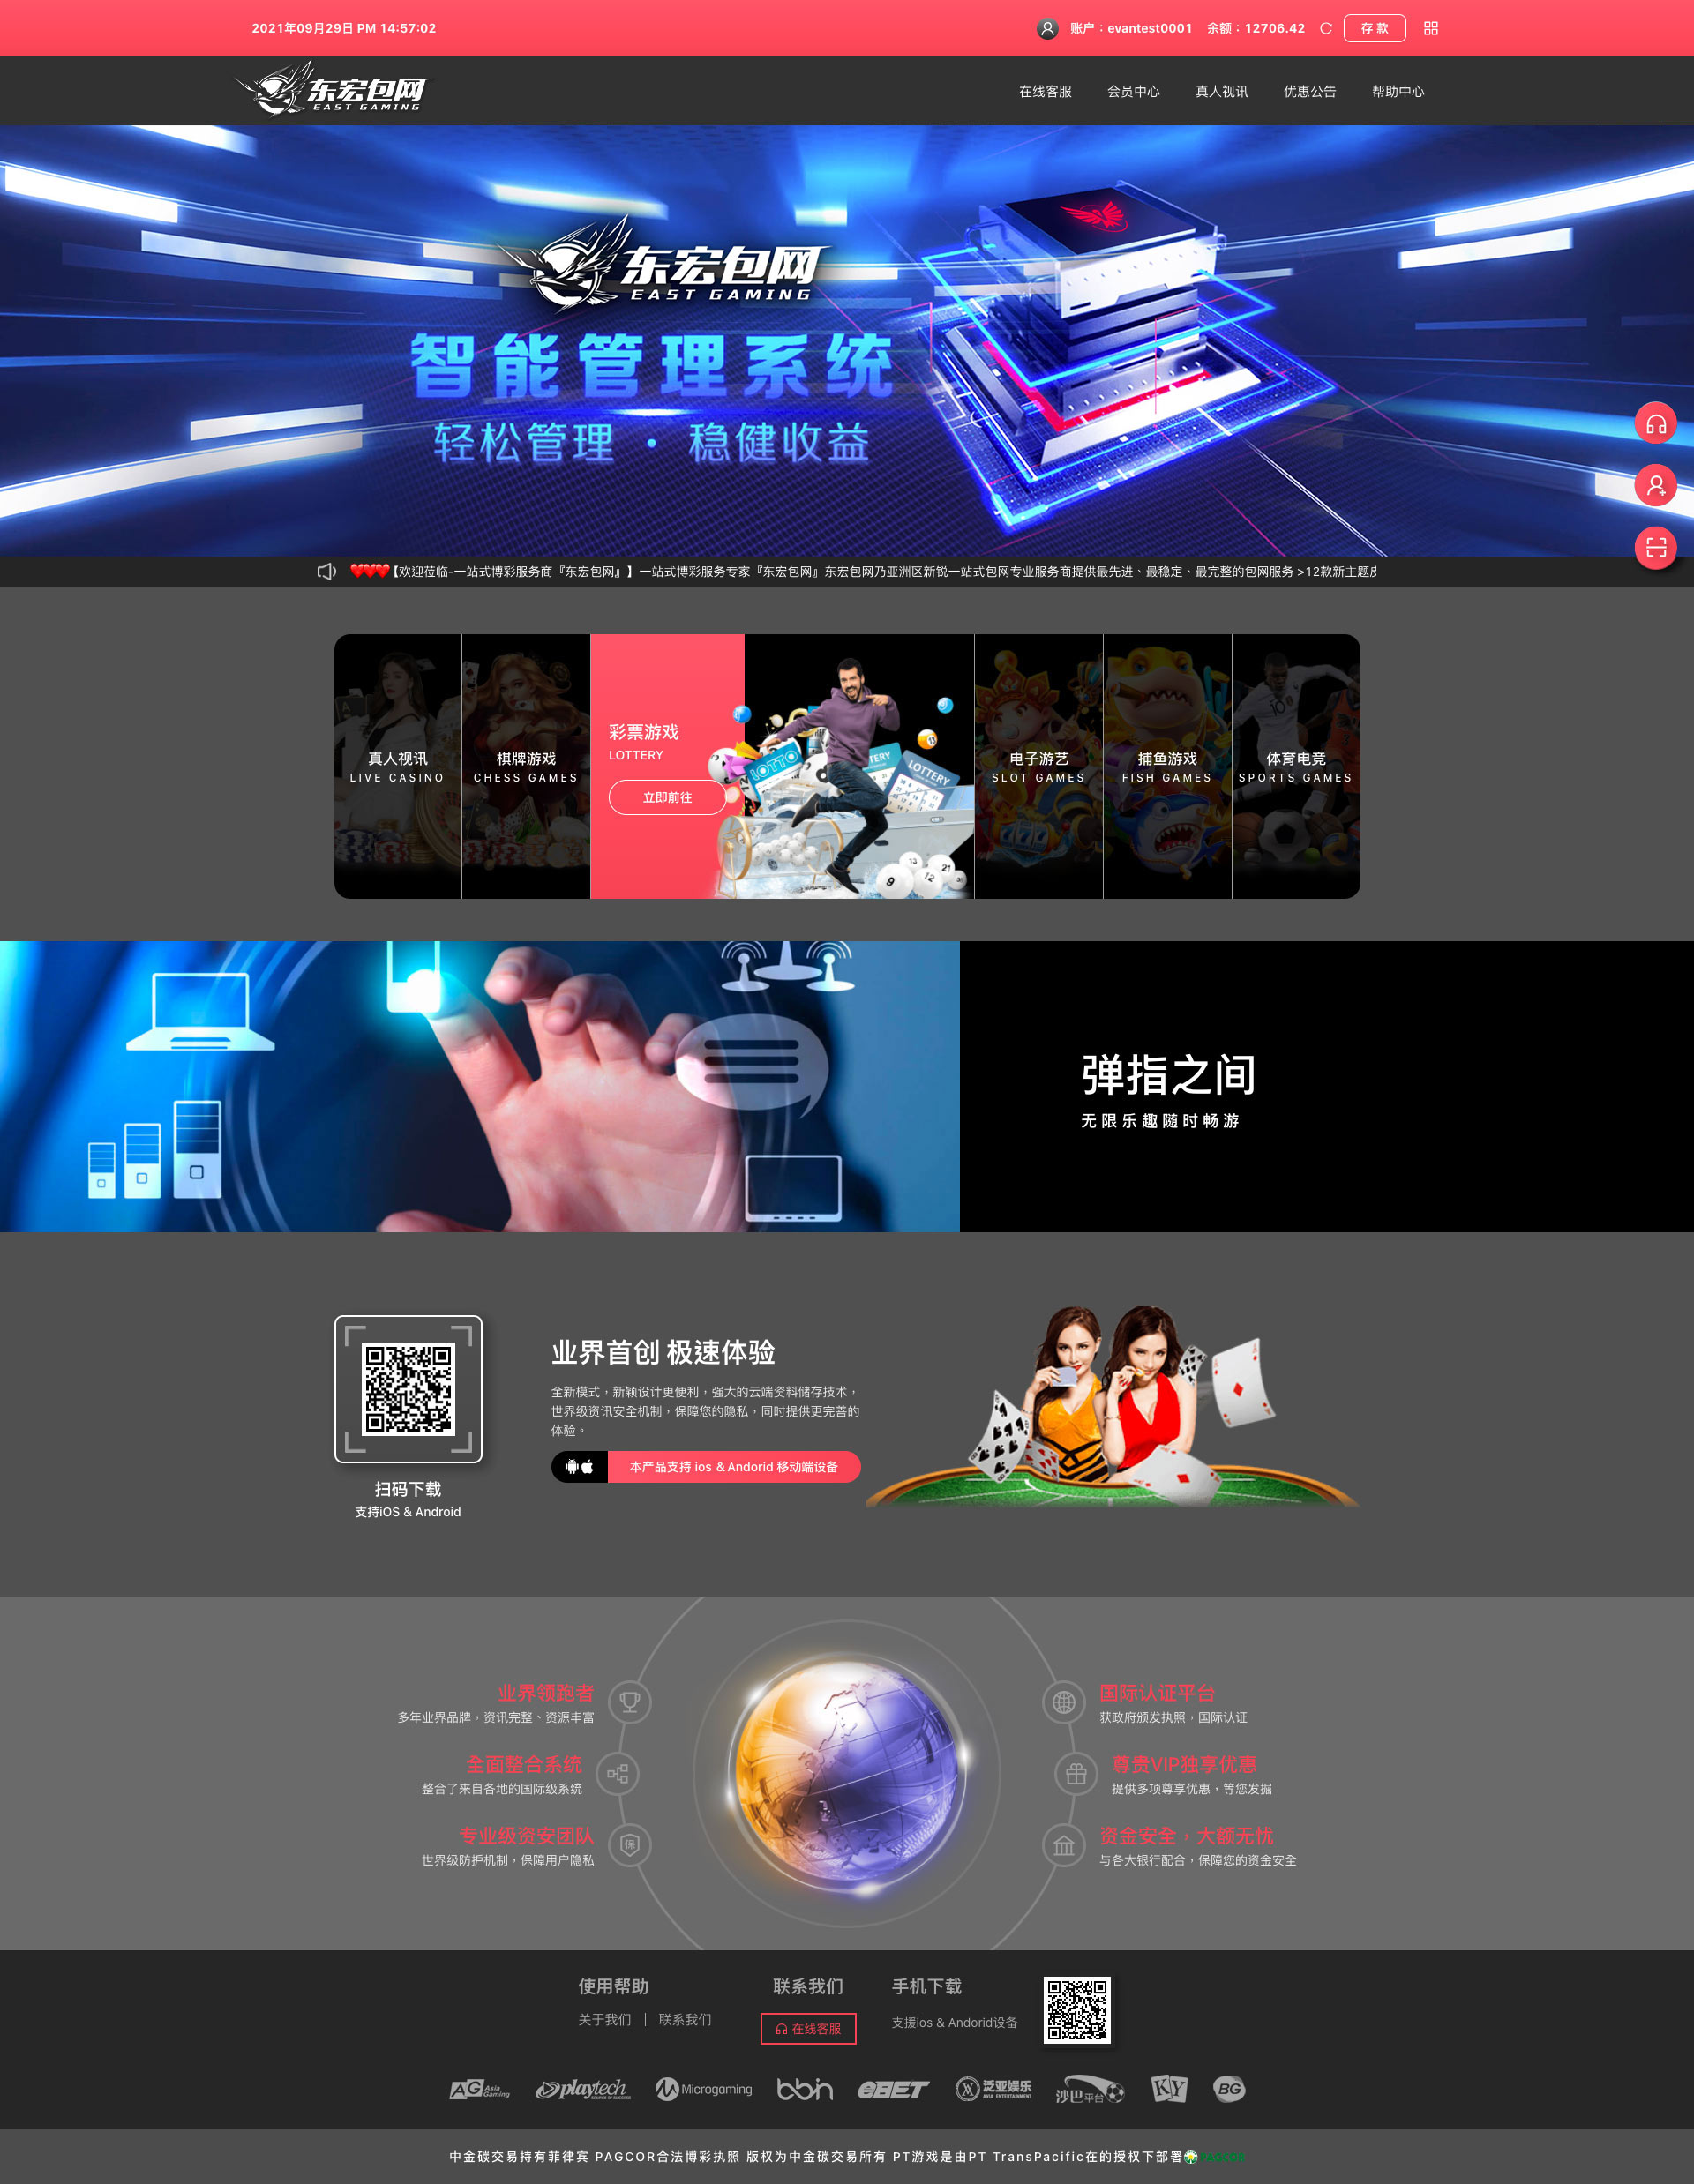 2021年09月29日 PM 14:57:02
账户：evantest0001 余额：12706.42
存款
东宏包网
EAST GAMING
在线客服 会员中心 真人视讯 优惠公告 帮助中心
东宏包网
EAST GAMING
智能管理系统
轻松管理 · 稳健收益
【欢迎莅临-一站式博彩服务商『东宏包网』】一站式博彩服务专家『东宏包网』东宏包网乃亚洲区新锐一站式包网专业服务商提供最先进、最稳定、最完整的包网服务 >12款新主题皮
真人视讯
LIVE CASINO
棋牌游戏
CHESS GAMES
彩票游戏
LOTTERY
立即前往
LOTTO
LOTTERY
电子游艺
SLOT GAMES
捕鱼游戏
FISH GAMES
体育电竞
SPORTS GAMES
弹指之间
无限乐趣随时畅游
扫码下载
支持iOS & Android
业界首创 极速体验
全新模式，新颖设计更便利，强大的云端资料储存技术，
世界级资讯安全机制，保障您的隐私，同时提供更完善的
体验。
本产品支持 ios ＆Andorid 移动端设备
业界领跑者
多年业界品牌，资讯完整、资源丰富
全面整合系统
整合了来自各地的国际级系统
专业级资安团队
世界级防护机制，保障用户隐私
保
国际认证平台
获政府颁发执照，国际认证
尊贵VIP独享优惠
提供多项尊享优惠，等您发掘
资金安全，大额无忧
与各大银行配合，保障您的资金安全
使用帮助
关于我们 | 联系我们
联系我们
在线客服
手机下载
支援ios & Andorid设备
AG Asia Gaming
playtech
SOURCE OF SUCCESS
Microgaming
bbin
eBET
泛亚娱乐
AVIA ENTERTAINMENT
沙巴平台
KY
BG
中金碳交易持有菲律宾 PAGCOR合法博彩执照 版权为中金碳交易所有 PT游戏是由PT TransPacific在的授权下部署